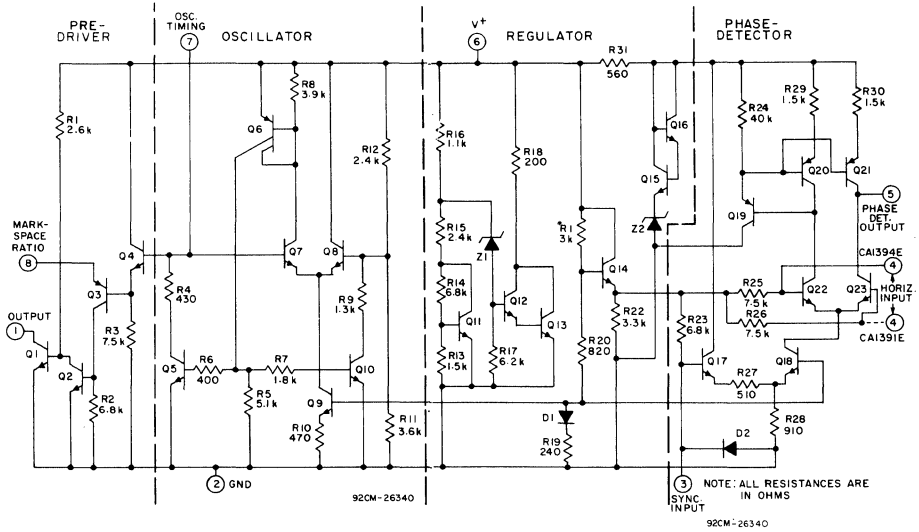 PRE-
DRIVER
OSC.
TIMING
7
OSCILLATOR
V+
6
REGULATOR
PHASE-
DETECTOR
R31
560
R1
2.6k
R8
3.9k
Q6
R12
2.4k
R16
1.1k
R18
200
Q16
Q15
R24
40k
R29
1.5k
R30
1.5k
Q20
Q21
5
PHASE
DET.
OUTPUT
MARK-
SPACE
RATIO
8
Q4
Q7
Q8
R15
2.4k
Z1
R1
3k
Z2
Q19
Q14
CA1394E
4
HORIZ.
INPUT
4
CA1391E
Q3
R4
430
R9
1.3k
R14
6.8k
Q11
Q12
Q13
R22
3.3k
R25
7.5k
R26
7.5k
Q22
Q23
OUTPUT
1
Q1
Q2
R3
7.5k
Q5
R6
400
R7
1.8k
Q10
R13
1.5k
R17
6.2k
R20
820
R23
6.8k
Q17
Q18
R27
510
R2
6.8k
R5
5.1k
Q9
R10
470
R11
3.6k
D1
R19
240
R28
910
D2
2 GND
3
SYNC.
INPUT
NOTE: ALL RESISTANCES ARE
IN OHMS
92CM-26340
92CM-26340